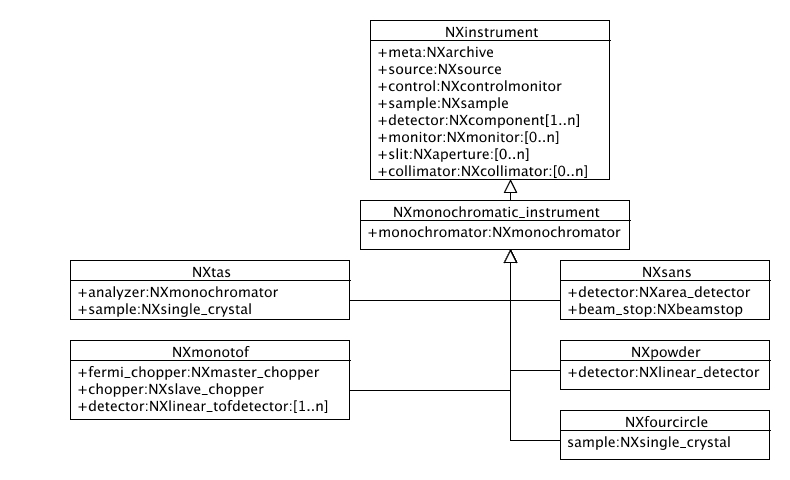 NXinstrument
+meta:NXarchive
+source:NXsource
+control:NXcontrolmonitor
+sample:NXsample
+detector:NXcomponent[1..n]
+monitor:NXmonitor:[0..n]
+slit:NXaperture:[0..n]
+collimator:NXcollimator:[0..n]
NXmonochromatic_instrument
+monochromator:NXmonochromator
NXtas
+analyzer:NXmonochromator
+sample:NXsingle_crystal
NXsans
+detector:NXarea_detector
+beam_stop:NXbeamstop
NXmonotof
+fermi_chopper:NXmaster_chopper
+chopper:NXslave_chopper
+detector:NXlinear_tofdetector:[1..n]
NXpowder
+detector:NXlinear_detector
NXfourcircle
sample:NXsingle_crystal